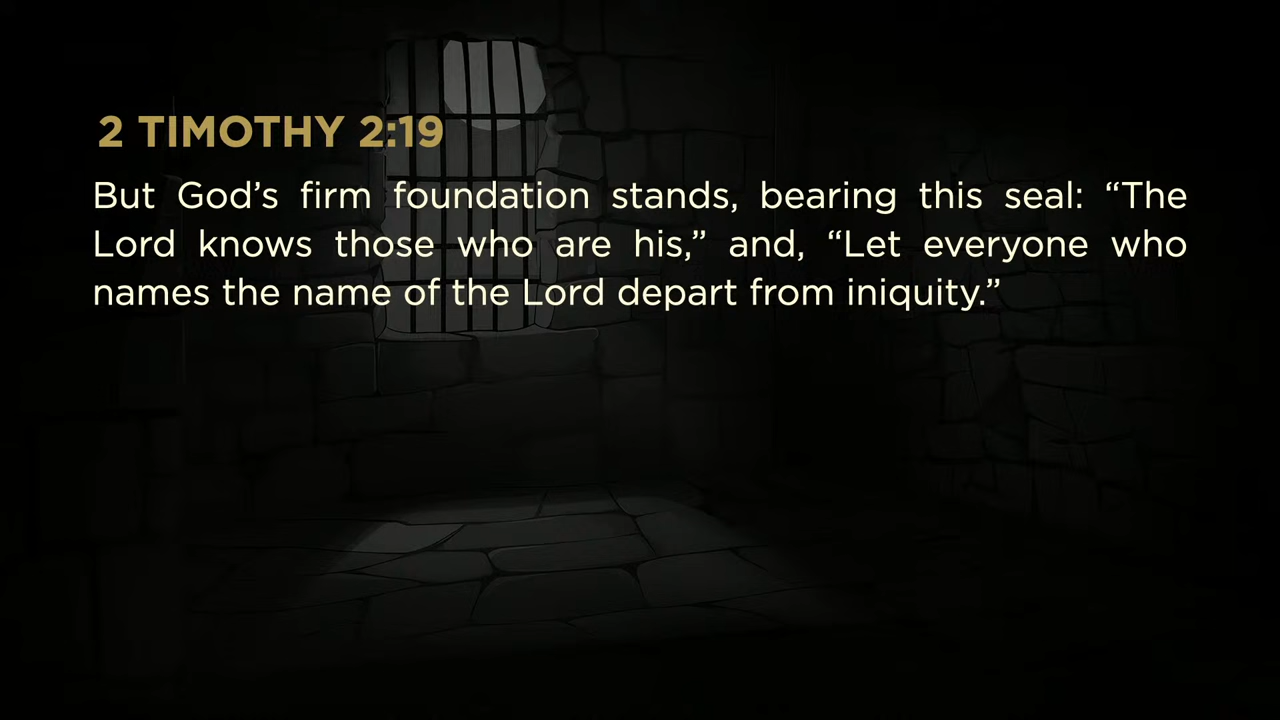 2 TIMOTHY 2:19
But God’s firm foundation stands, bearing this seal: “The
Lord knows those who are his,” and, “Let everyone who
names the name of the Lord depart from iniquity.”